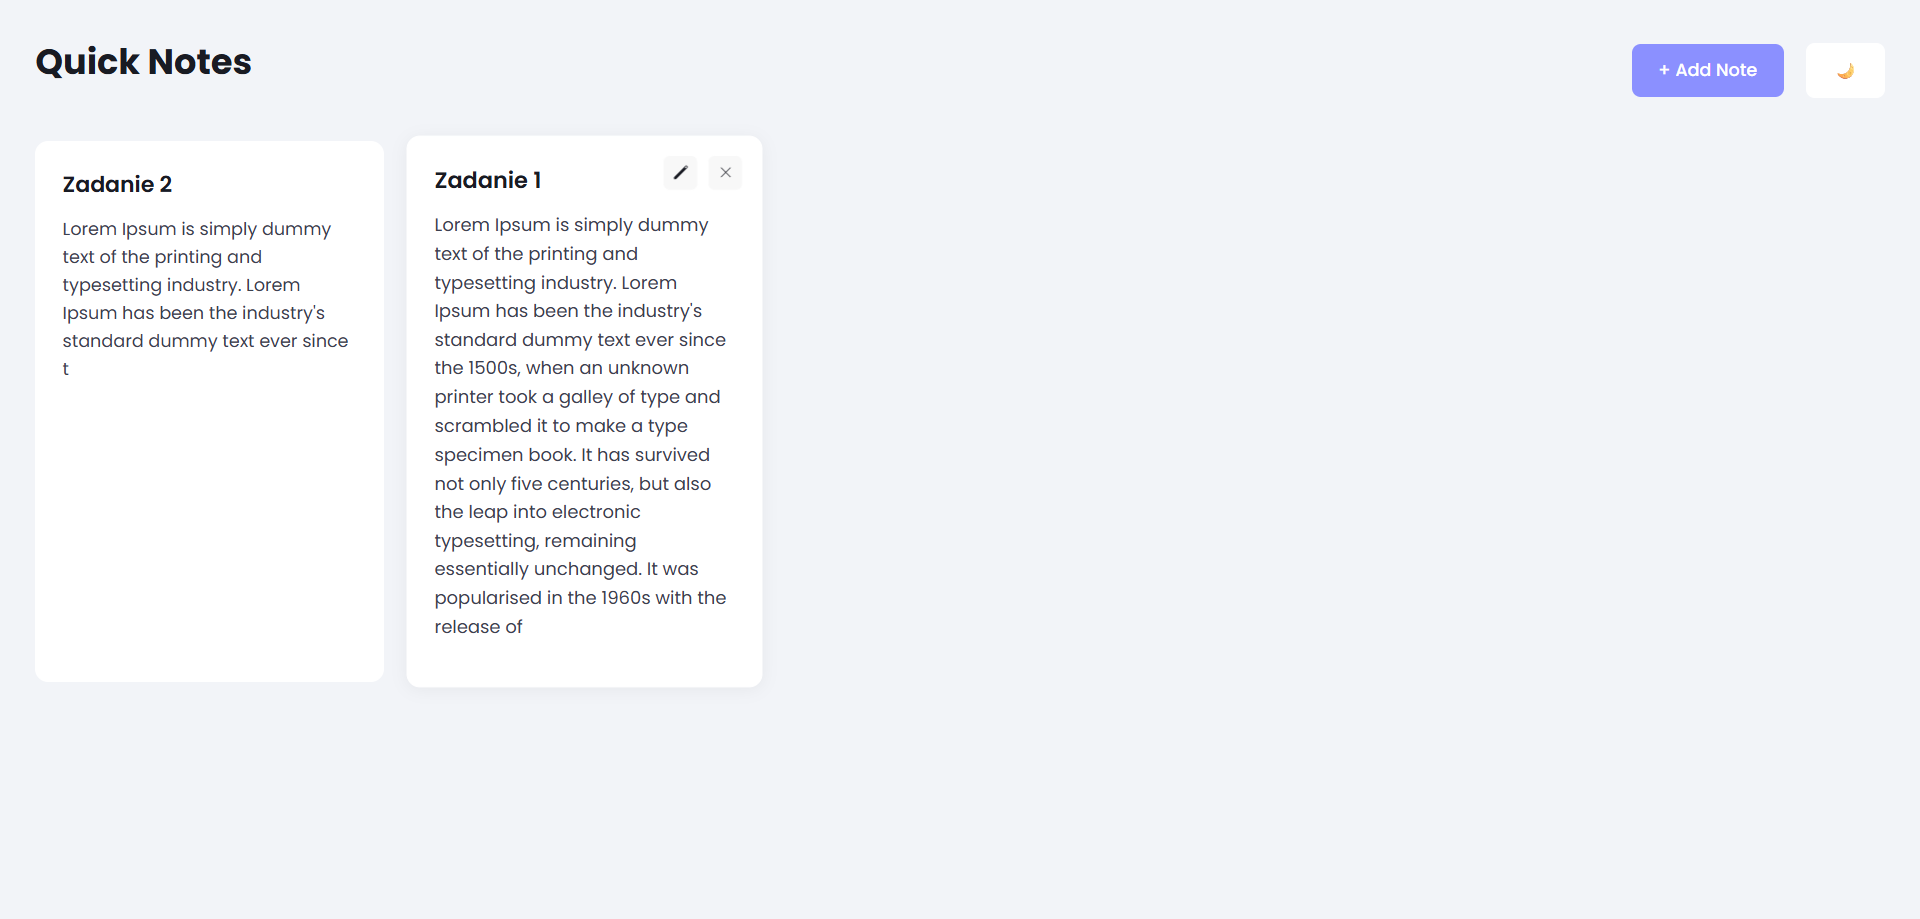 Quick Notes
+ Add Note
Zadanie 2
Lorem Ipsum is simply dummy
text of the printing and
typesetting industry. Lorem
Ipsum has been the industry's
standard dummy text ever since
t
Zadanie 1
Lorem Ipsum is simply dummy
text of the printing and
typesetting industry. Lorem
Ipsum has been the industry's
standard dummy text ever since
the 1500s, when an unknown
printer took a galley of type and
scrambled it to make a type
specimen book. It has survived
not only five centuries, but also
the leap into electronic
typesetting, remaining
essentially unchanged. It was
popularised in the 1960s with the
release of